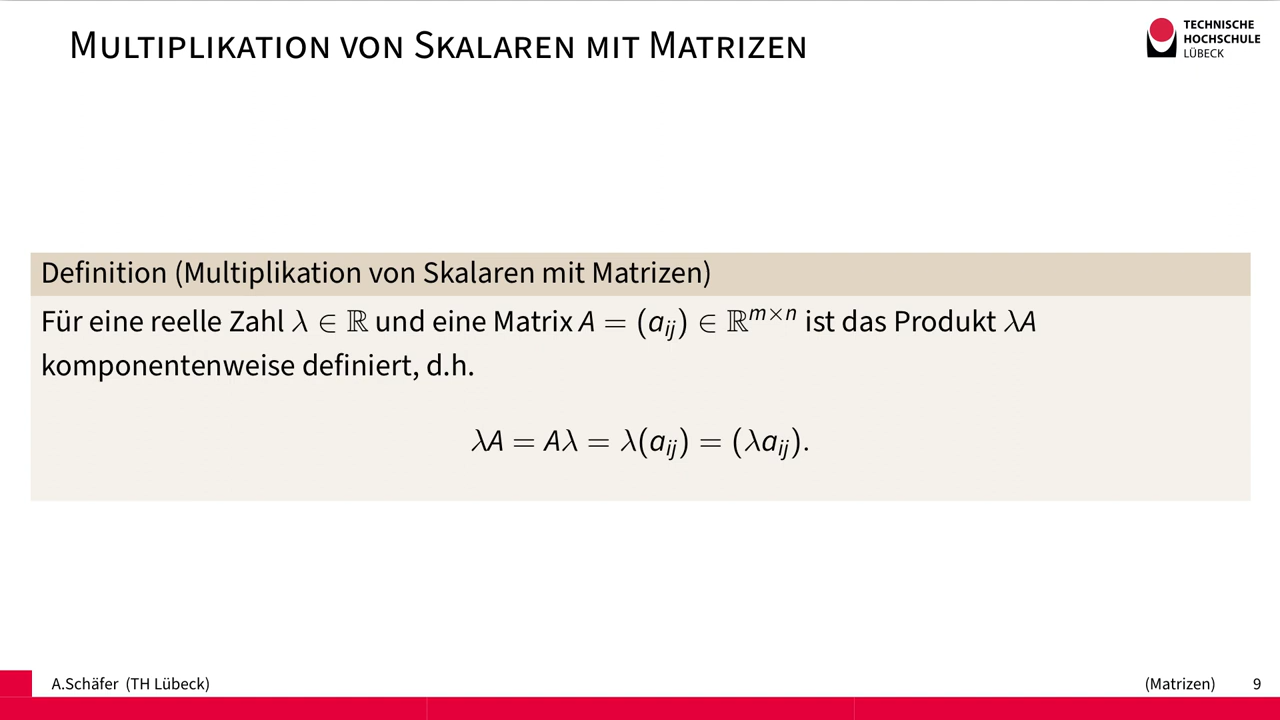 Multiplikation von Skalaren mit Matrizen
TECHNISCHE
HOCHSCHULE
LÜBECK
Definition (Multiplikation von Skalaren mit Matrizen)
Für eine reelle Zahl λ ∈ ℝ und eine Matrix A = (aᵢⱼ) ∈ ℝᵐˣⁿ ist das Produkt λA
komponentenweise definiert, d.h.
λA = Aλ = λ(aᵢⱼ) = (λaᵢⱼ).
A.Schäfer (TH Lübeck)
(Matrizen) 9